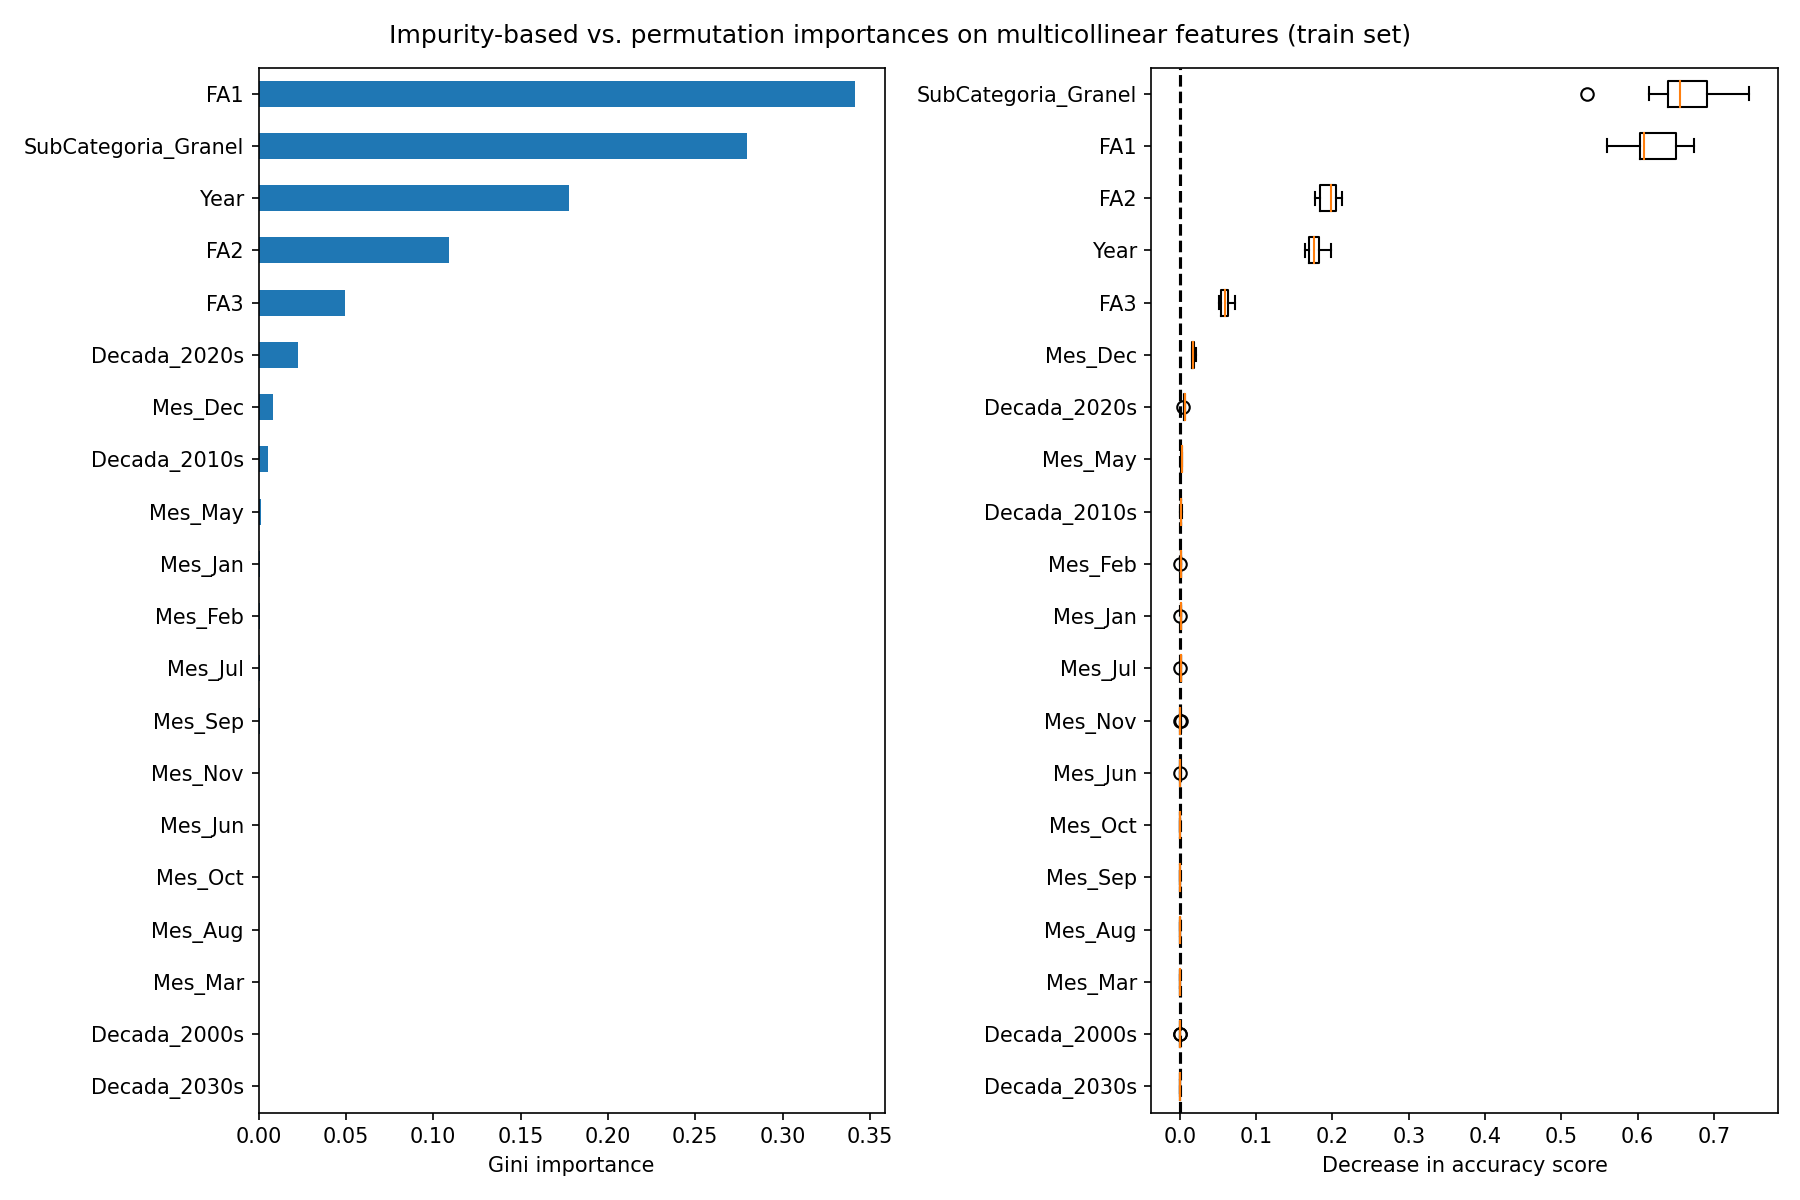 Impurity-based vs. permutation importances on multicollinear features (train set)
FA1
SubCategoria_Granel
Year
FA2
FA3
Decada_2020s
Mes_Dec
Decada_2010s
Mes_May
Mes_Jan
Mes_Feb
Mes_Jul
Mes_Sep
Mes_Nov
Mes_Jun
Mes_Oct
Mes_Aug
Mes_Mar
Decada_2000s
Decada_2030s
0.00 0.05 0.10 0.15 0.20 0.25 0.30 0.35
Gini importance
SubCategoria_Granel
FA1
FA2
Year
FA3
Mes_Dec
Decada_2020s
Mes_May
Decada_2010s
Mes_Feb
Mes_Jan
Mes_Jul
Mes_Nov
Mes_Jun
Mes_Oct
Mes_Sep
Mes_Aug
Mes_Mar
Decada_2000s
Decada_2030s
0.0 0.1 0.2 0.3 0.4 0.5 0.6 0.7
Decrease in accuracy score